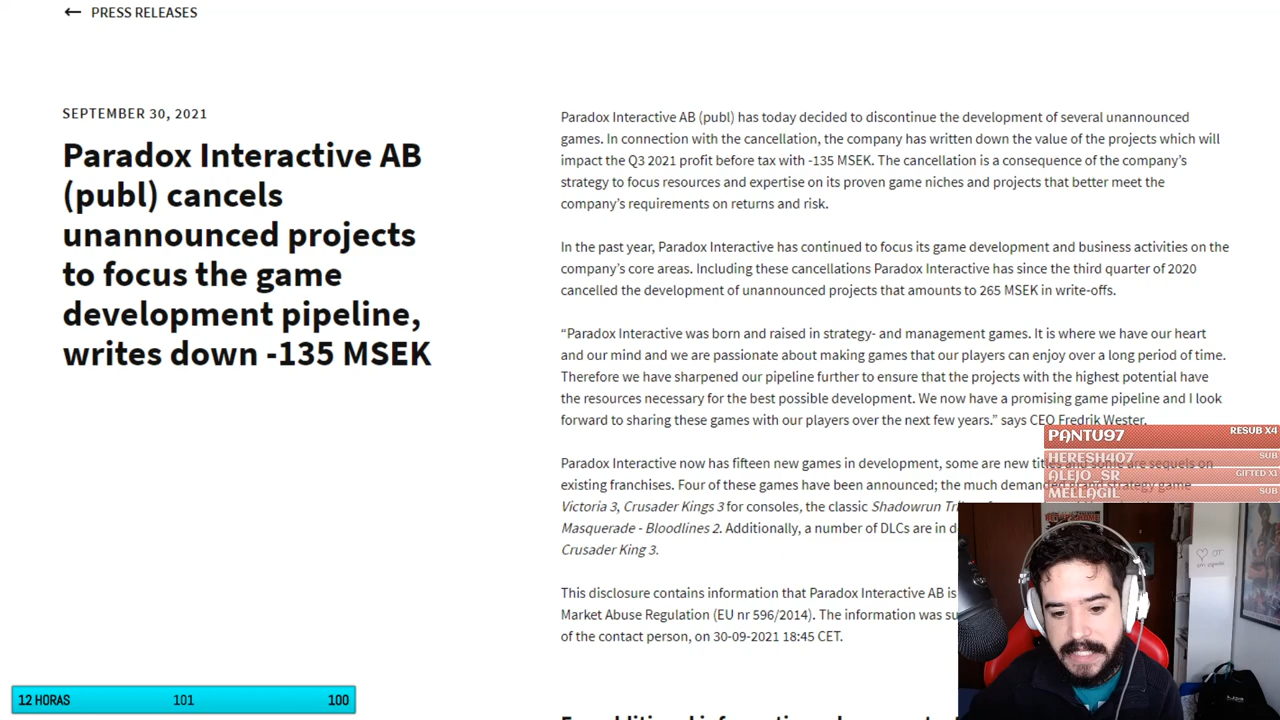 ← PRESS RELEASES
SEPTEMBER 30, 2021
Paradox Interactive AB
(publ) cancels
unannounced projects
to focus the game
development pipeline,
writes down -135 MSEK
Paradox Interactive AB (publ) has today decided to discontinue the development of several unannounced
games. In connection with the cancellation, the company has written down the value of the projects which will
impact the Q3 2021 profit before tax with -135 MSEK. The cancellation is a consequence of the company's
strategy to focus resources and expertise on its proven game niches and projects that better meet the
company's requirements on returns and risk.
In the past year, Paradox Interactive has continued to focus its game development and business activities on the
company's core areas. Including these cancellations Paradox Interactive has since the third quarter of 2020
cancelled the development of unannounced projects that amounts to 265 MSEK in write-offs.
“Paradox Interactive was born and raised in strategy- and management games. It is where we have our heart
and our mind and we are passionate about making games that our players can enjoy over a long period of time.
Therefore we have sharpened our pipeline further to ensure that the projects with the highest potential have
the resources necessary for the best possible development. We now have a promising game pipeline and I look
forward to sharing these games with our players over the next few years.” says CEO Fredrik Wester.
Paradox Interactive now has fifteen new games in development, some are new titles and some are sequels on
existing franchises. Four of these games have been announced; the much demanded grand strategy game
Victoria 3, Crusader Kings 3 for consoles, the classic Shadowrun
Masquerade - Bloodlines 2. Additionally, a number of DLCs are in
Crusader King 3.
This disclosure contains information that Paradox Interactive AB is
Market Abuse Regulation (EU nr 596/2014). The information was
of the contact person, on 30-09-2021 18:45 CET.
PANTU97 RESUB X4
HERESH407 SUB
ALEJO_SR GIFTED X1
MELLAGIL SUB
12 HORAS 101 100